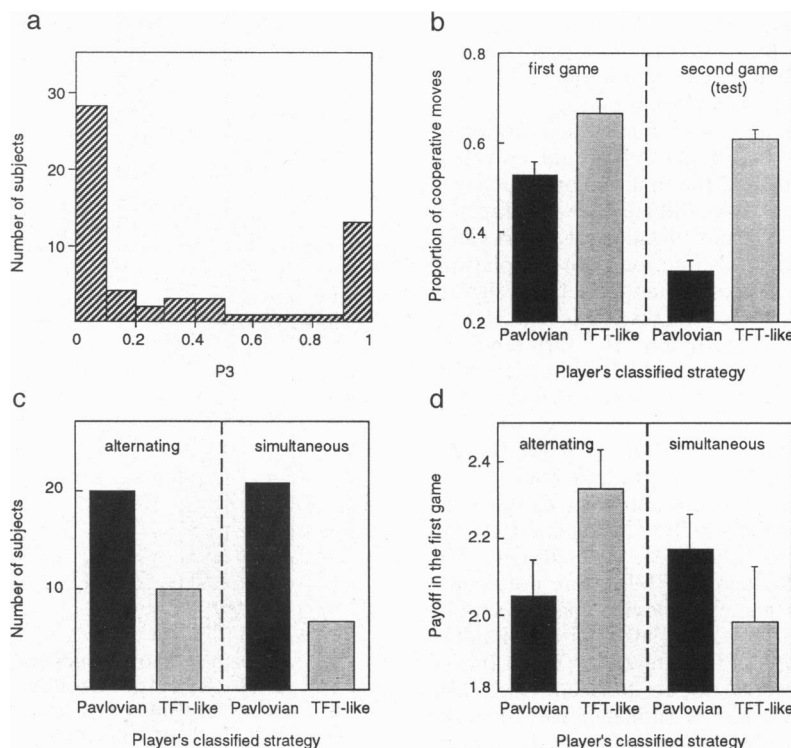 a
Number of subjects
30
20
10
0 0.2 0.4 0.6 0.8 1
P3
b
Proportion of cooperative moves
0.8
0.6
0.4
0.2
first game
second game
(test)
Pavlovian TFT-like Pavlovian TFT-like
Player's classified strategy
c
Number of subjects
20
10
alternating simultaneous
Pavlovian TFT-like Pavlovian TFT-like
Player's classified strategy
d
Payoff in the first game
2.4
2.2
2.0
1.8
alternating simultaneous
Pavlovian TFT-like Pavlovian TFT-like
Player's classified strategy